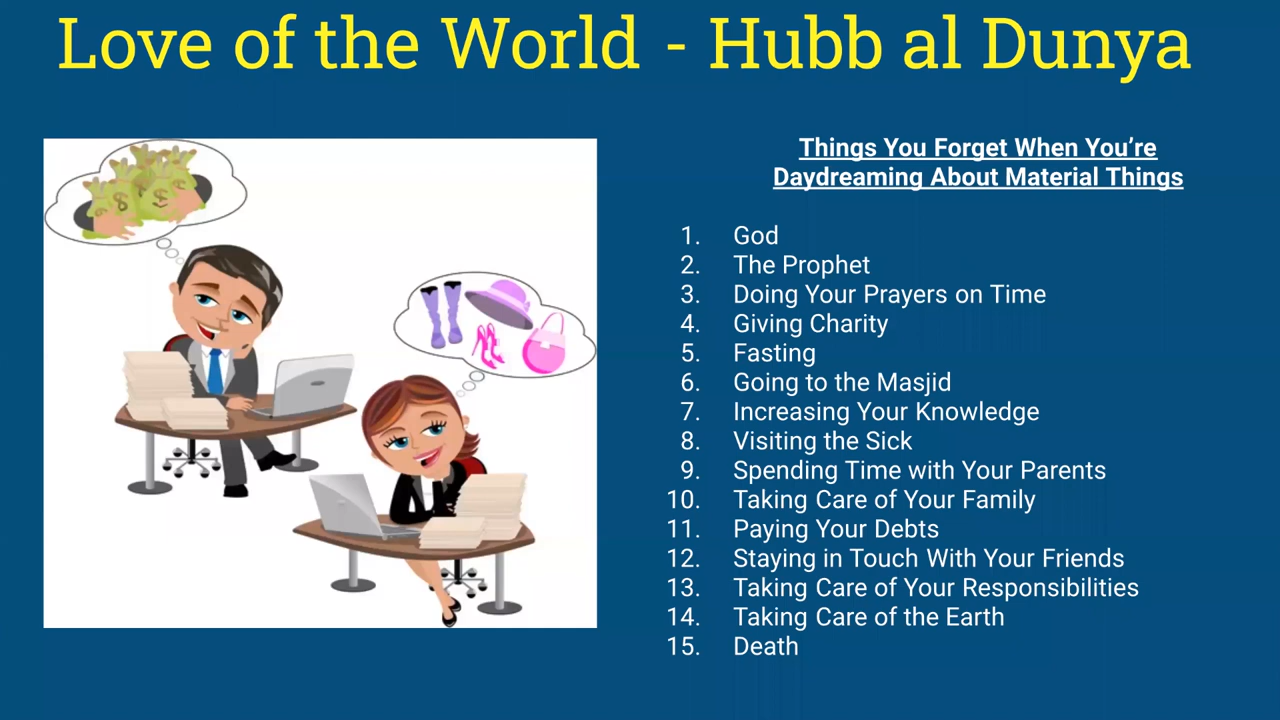 Love of the World - Hubb al Dunya
Things You Forget When You’re
Daydreaming About Material Things
1. God
2. The Prophet
3. Doing Your Prayers on Time
4. Giving Charity
5. Fasting
6. Going to the Masjid
7. Increasing Your Knowledge
8. Visiting the Sick
9. Spending Time with Your Parents
10. Taking Care of Your Family
11. Paying Your Debts
12. Staying in Touch With Your Friends
13. Taking Care of Your Responsibilities
14. Taking Care of the Earth
15. Death